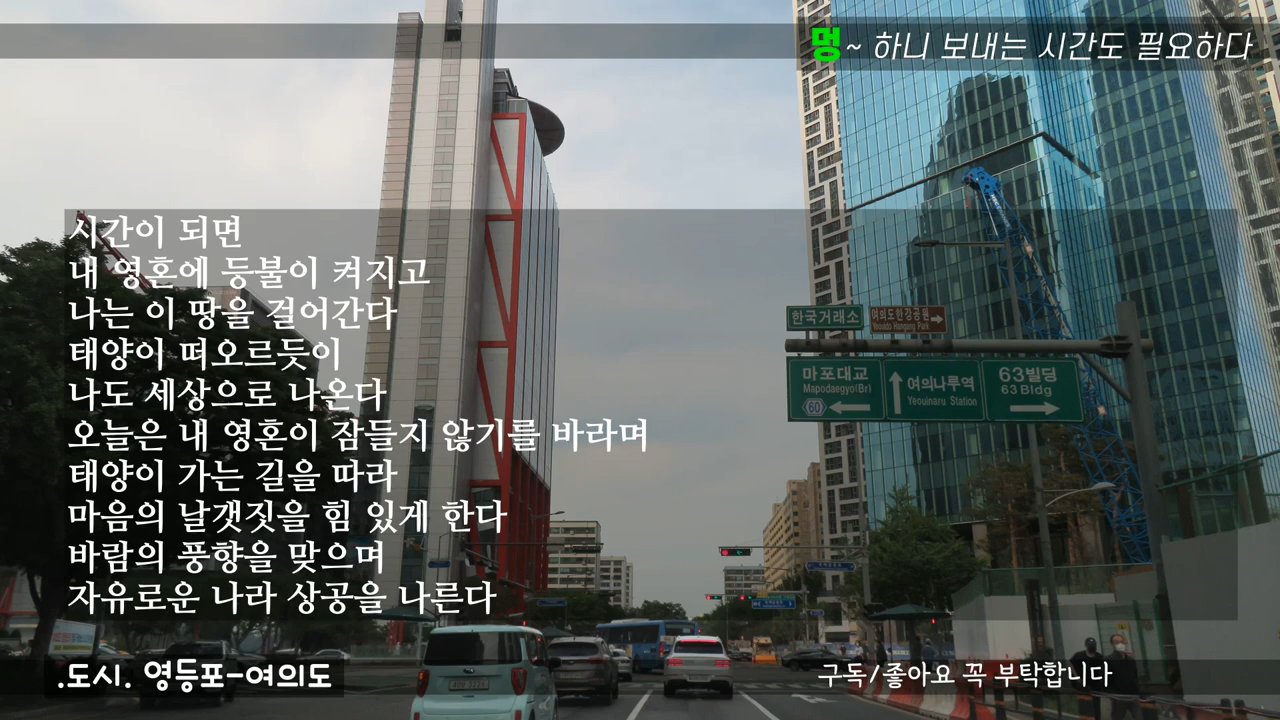 멍~ 하니 보내는 시간도 필요하다
시간이 되면
내 영혼에 등불이 켜지고
나는 이 땅을 걸어간다
태양이 떠오르듯이
나도 세상으로 나온다
오늘은 내 영혼이 잠들지 않기를 바라며
태양이 가는 길을 따라
마음의 날갯짓을 힘 있게 한다
바람의 풍향을 맞으며
자유로운 나라 상공을 나른다
한국거래소
여의도한강공원
Yeouido Hangang Park
마포대교
Mapodaegyo(Br)
60
여의나루역
Yeouinaru Station
63빌딩
63 Bldg
.도시. 영등포-여의도
구독/좋아요 꼭 부탁합니다